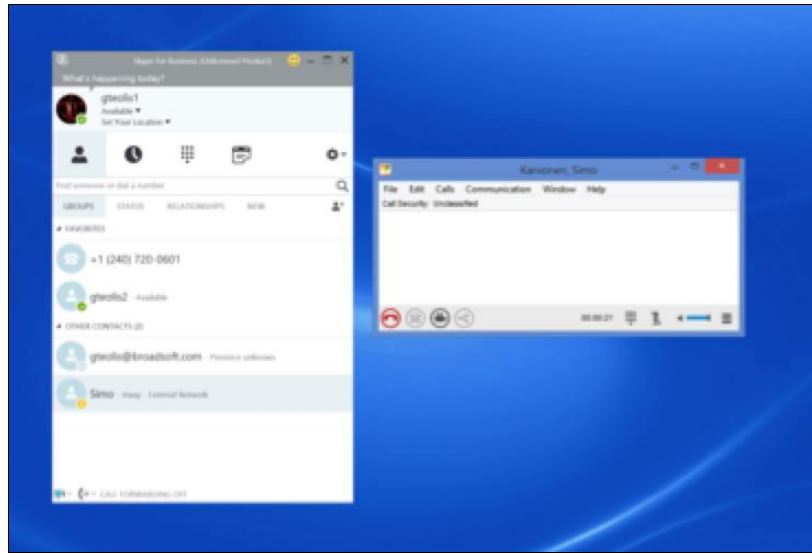 Skype for Business (Unlicensed Product)
What's happening today?
gteolis1
Available
Set Your Location
Find someone or dial a number
GROUPS STATUS RELATIONSHIPS NEW
FAVORITES
+1 (240) 720-0601
gteolis2 - Available
OTHER CONTACTS (2)
gteolis@broadsoft.com - Presence unknown
Simo - Away - External Network
CALL FORWARDING OFF
Karvonen, Simo
File Edit Calls Communication Window Help
Call Security: Unclassified
00:00:21